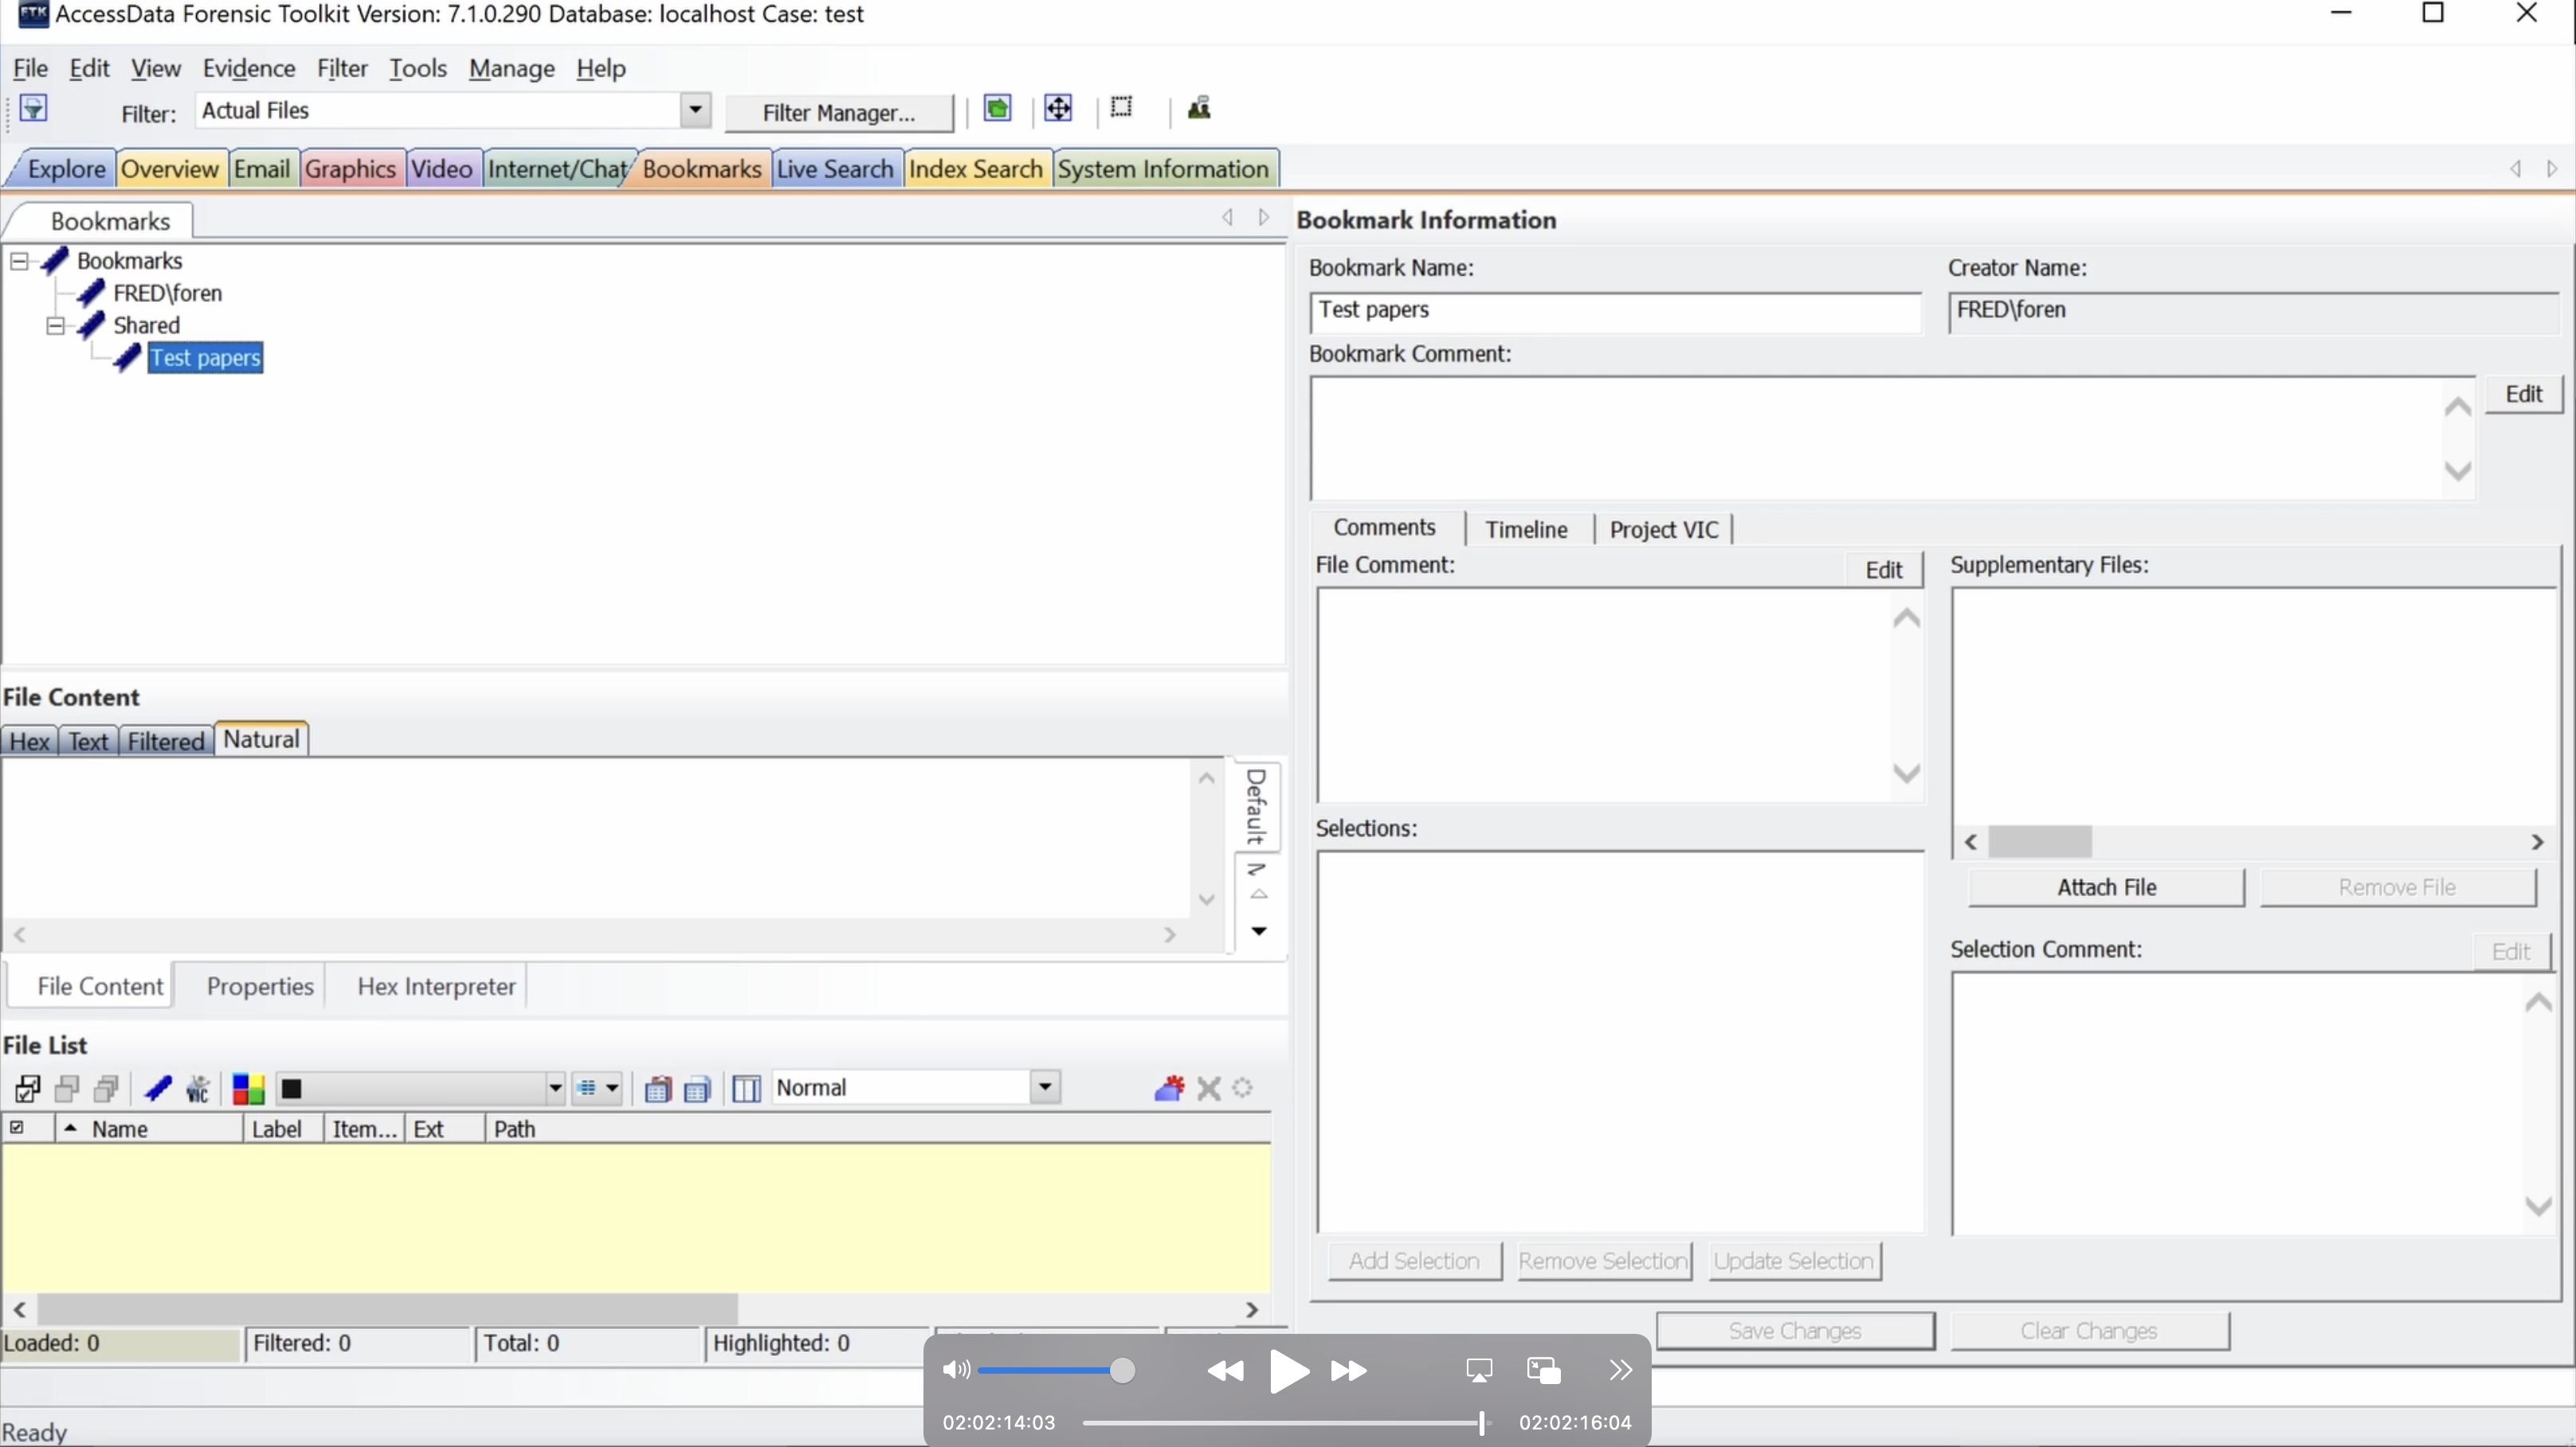 FTK AccessData Forensic Toolkit Version: 7.1.0.290 Database: localhost Case: test
File Edit View Evidence Filter Tools Manage Help
Filter: Actual Files Filter Manager...
Explore Overview Email Graphics Video Internet/Chat Bookmarks Live Search Index Search System Information
Bookmarks
Bookmarks
FRED\foren
Shared
Test papers
File Content
Hex Text Filtered Natural
Default
File Content Properties Hex Interpreter
File List
Normal
Name Label Item... Ext Path
Loaded: 0 Filtered: 0 Total: 0 Highlighted: 0
Ready
Bookmark Information
Bookmark Name: Creator Name:
Test papers FRED\foren
Bookmark Comment:
Edit
Comments Timeline Project VIC
File Comment: Edit Supplementary Files:
Selections:
Attach File Remove File
Selection Comment: Edit
Add Selection Remove Selection Update Selection
Save Changes Clear Changes
02:02:14:03 02:02:16:04